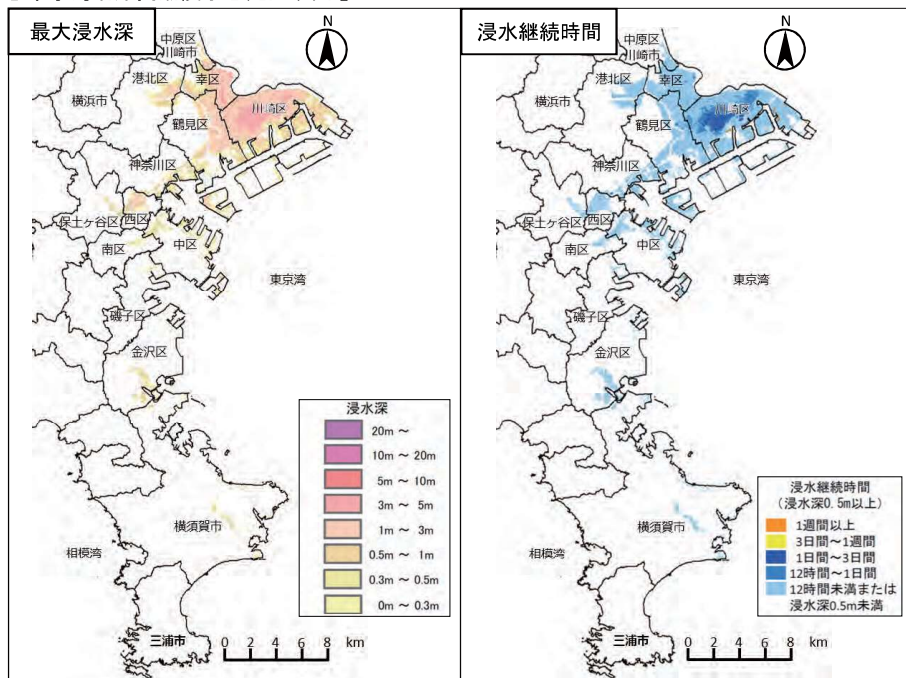 最大浸水深
N
中原区
川崎市
幸区
港北区
川崎区
横浜市
鶴見区
神奈川区
保土ヶ谷区
西区
南区
中区
東京湾
磯子区
金沢区
横須賀市
相模湾
三浦市
浸水深
20m ～
10m ～ 20m
5m ～ 10m
3m ～ 5m
1m ～ 3m
0.5m ～ 1m
0.3m ～ 0.5m
0m ～ 0.3m
0 2 4 6 8 km
浸水継続時間
N
中原区
川崎市
幸区
港北区
川崎区
横浜市
鶴見区
神奈川区
保土ヶ谷区
西区
南区
中区
東京湾
磯子区
金沢区
横須賀市
相模湾
三浦市
浸水継続時間
（浸水深0.5m以上）
1週間以上
3日間～1週間
1日間～3日間
12時間～1日間
12時間未満または
浸水深0.5m未満
0 2 4 6 8 km